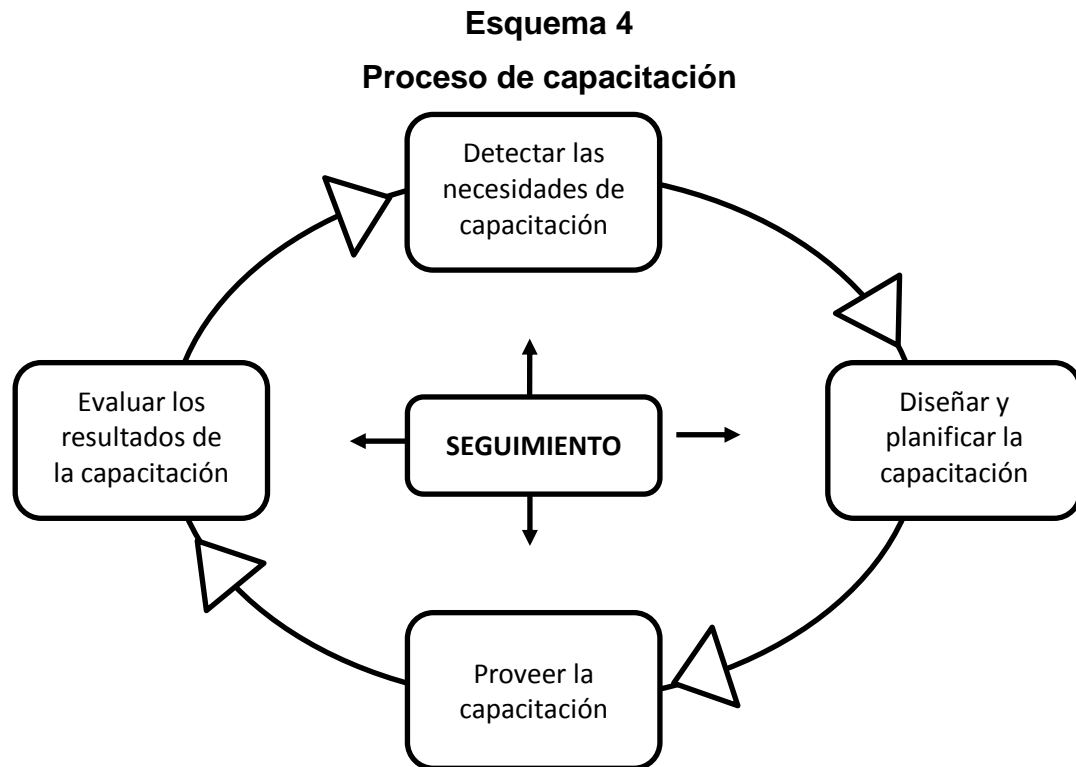 Esquema 4
Proceso de capacitación
Detectar las
necesidades de
capacitación
Evaluar los
resultados de
la capacitación
SEGUIMIENTO
Diseñar y
planificar la
capacitación
Proveer la
capacitación